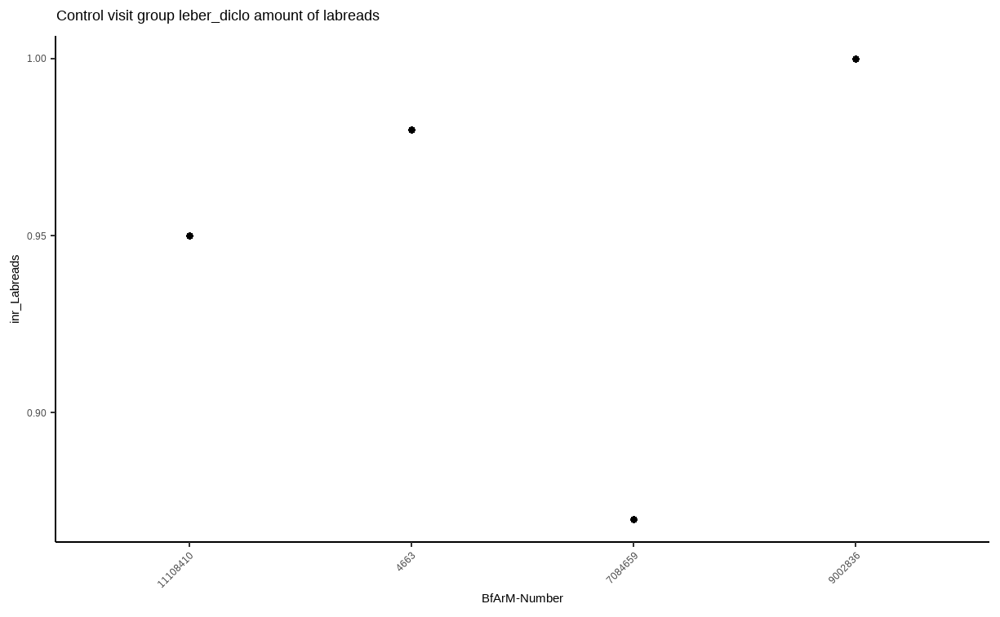 Control visit group leber_diclo amount of labreads
1.00
0.95
0.90
inr_Labreads
11108410
4663
7084659
9002836
BfArM-Number